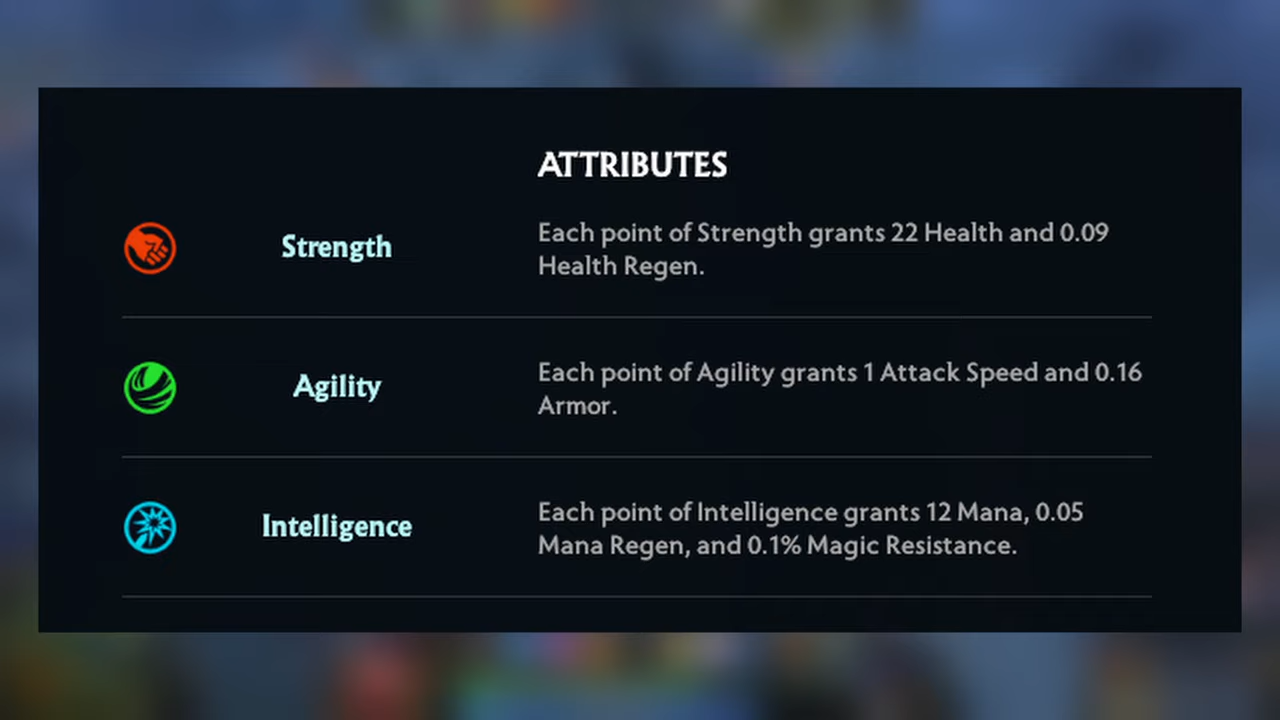 ATTRIBUTES
Strength
Each point of Strength grants 22 Health and 0.09
Health Regen.
Agility
Each point of Agility grants 1 Attack Speed and 0.16
Armor.
Intelligence
Each point of Intelligence grants 12 Mana, 0.05
Mana Regen, and 0.1% Magic Resistance.